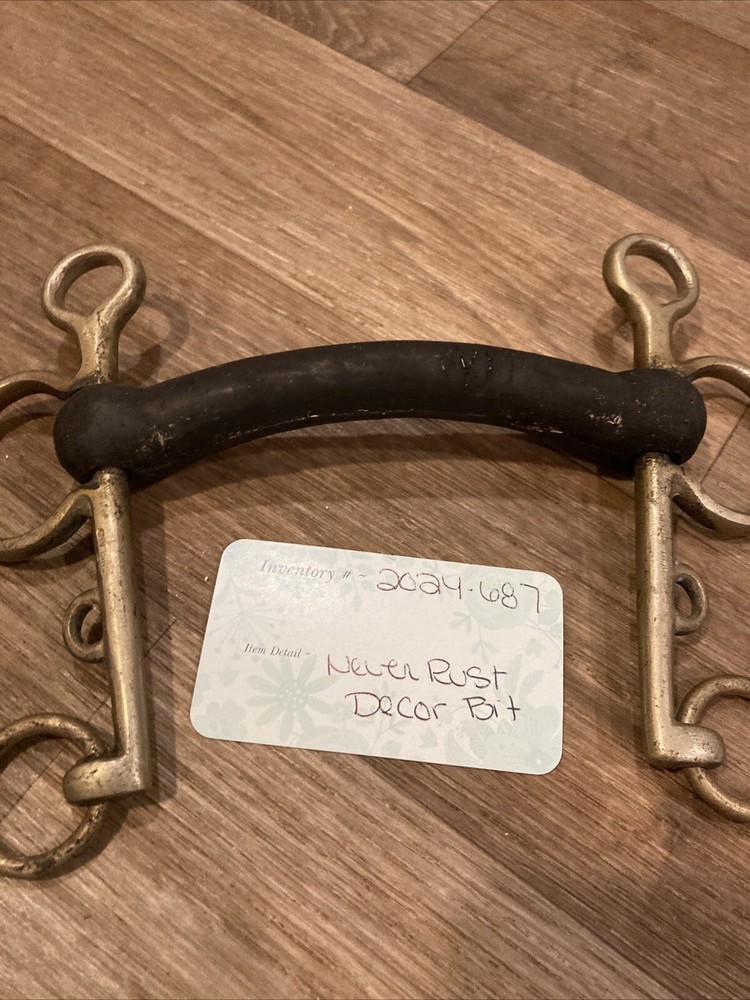 Inventory # ~ 2024-687
Item Detail ~ Never Rust
Decor Bit